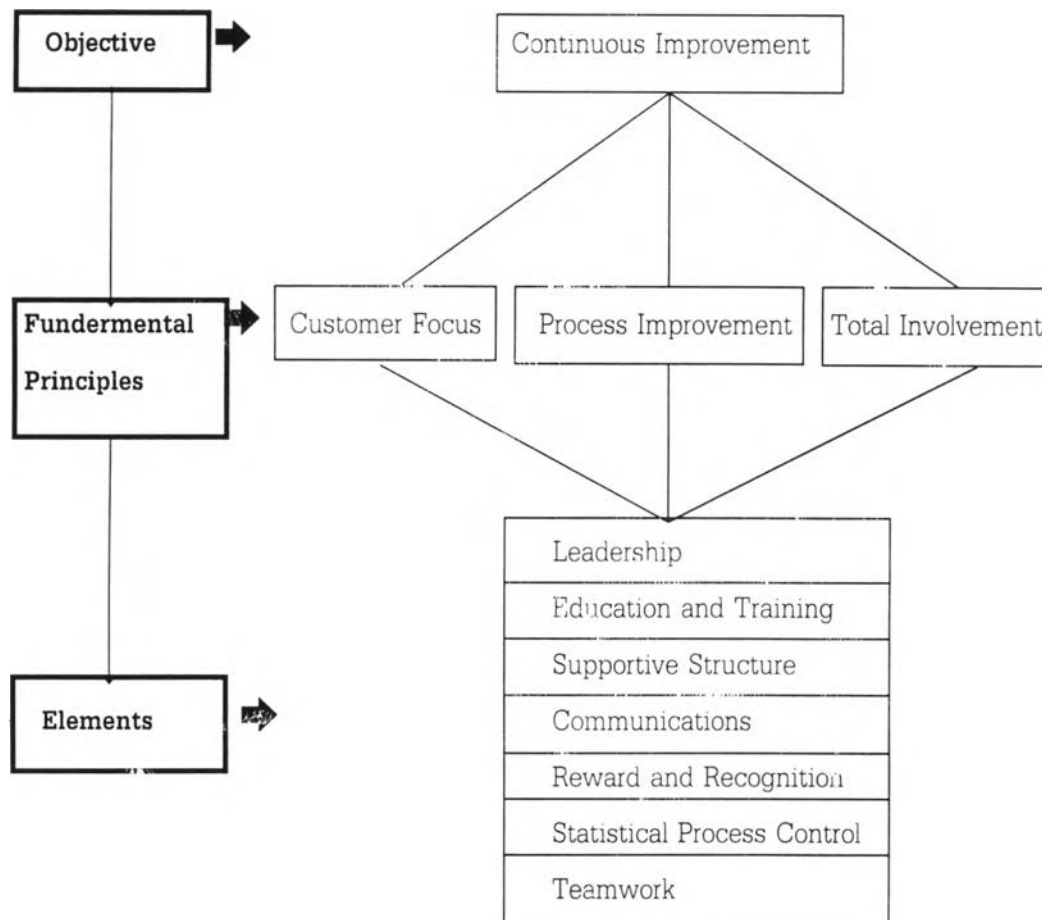 Objective
Continuous Improvement
Fundermental
Principles
Customer Focus
Process Improvement
Total Involvement
Leadership
Education and Training
Supportive Structure
Elements
Communications
Reward and Recognition
Statistical Process Control
Teamwork